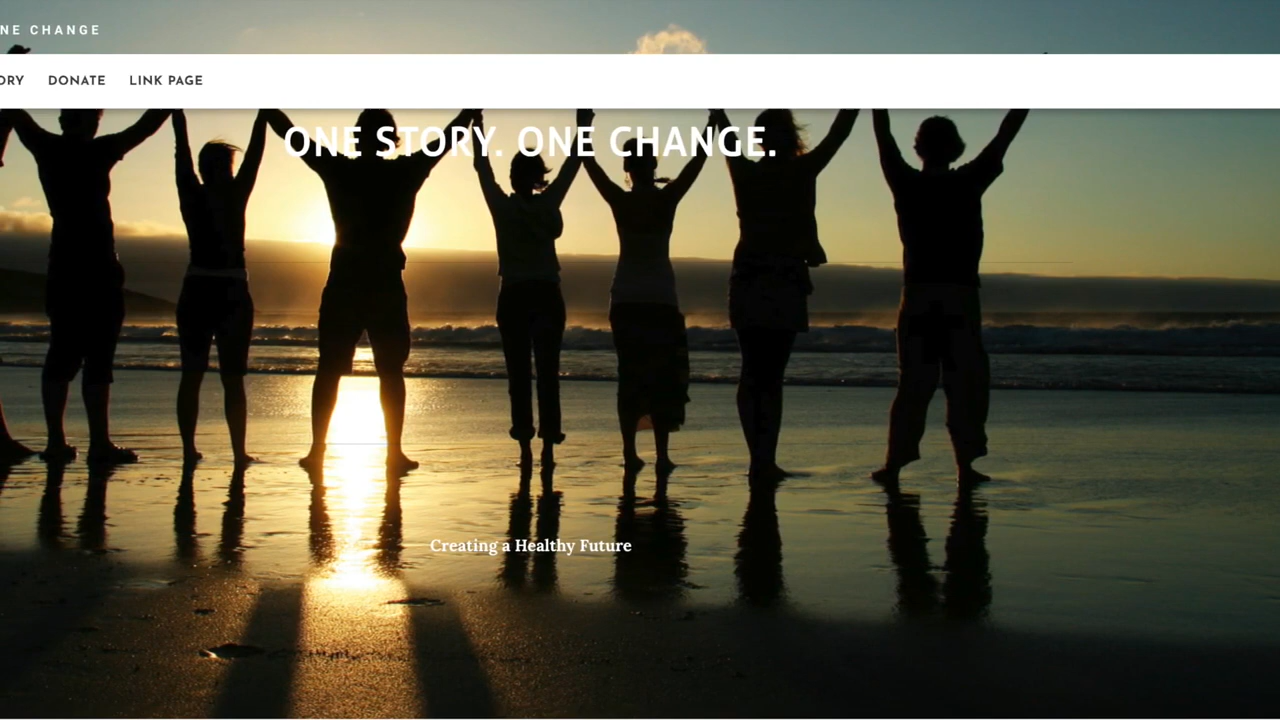 NE CHANGE
ORY DONATE LINK PAGE
ONE STORY. ONE CHANGE.
Creating a Healthy Future